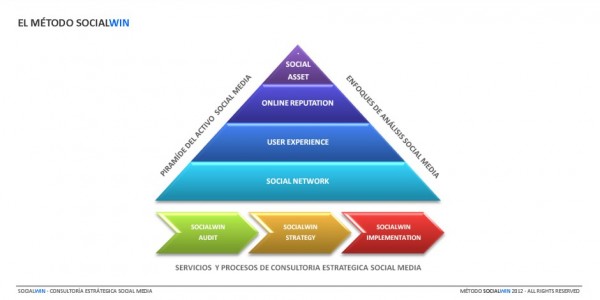 EL MÉTODO SOCIALWIN
SOCIAL
ASSET
ONLINE REPUTATION
USER EXPERIENCE
SOCIAL NETWORK
PIRAMÍDE DEL ACTIVO SOCIAL MEDIA
ENFOQUES DE ANÁLISIS SOCIAL MEDIA
SOCIALWIN
AUDIT
SOCIALWIN
STRATEGY
SOCIALWIN
IMPLEMENTATION
SERVICIOS Y PROCESOS DE CONSULTORIA ESTRATEGICA SOCIAL MEDIA
SOCIALWIN - CONSULTORÍA ESTRÁTEGICA SOCIAL MEDIA
MÉTODO SOCIALWIN 2012 - ALL RIGHTS RESERVED